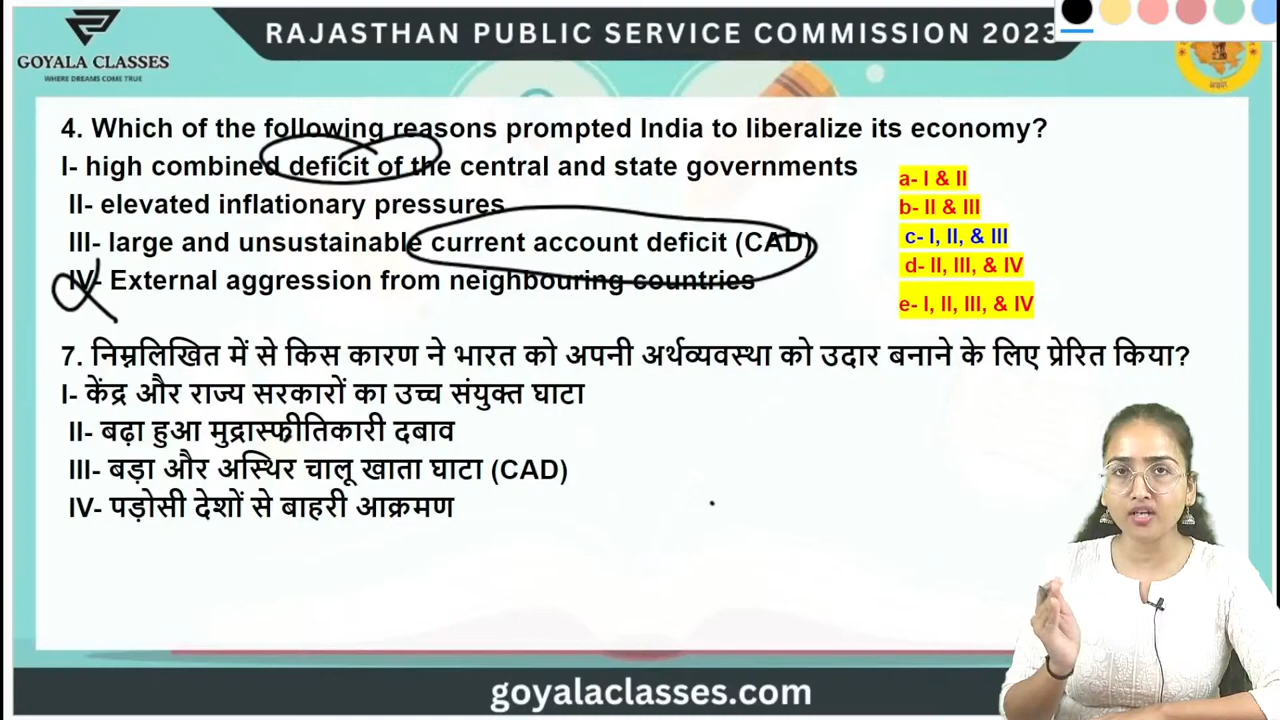 GOYALA CLASSES
WHERE DREAMS COME TRUE
RAJASTHAN PUBLIC SERVICE COMMISSION 2023
4. Which of the following reasons prompted India to liberalize its economy?
I- high combined deficit of the central and state governments
II- elevated inflationary pressures
III- large and unsustainable current account deficit (CAD)
IV- External aggression from neighbouring countries
a- I & II
b- II & III
c- I, II, & III
d- II, III, & IV
e- I, II, III, & IV
7. निम्नलिखित में से किस कारण ने भारत को अपनी अर्थव्यवस्था को उदार बनाने के लिए प्रेरित किया?
I- केंद्र और राज्य सरकारों का उच्च संयुक्त घाटा
II- बढ़ा हुआ मुद्रास्फीतिकारी दबाव
III- बड़ा और अस्थिर चालू खाता घाटा (CAD)
IV- पड़ोसी देशों से बाहरी आक्रमण
goyalaclasses.com